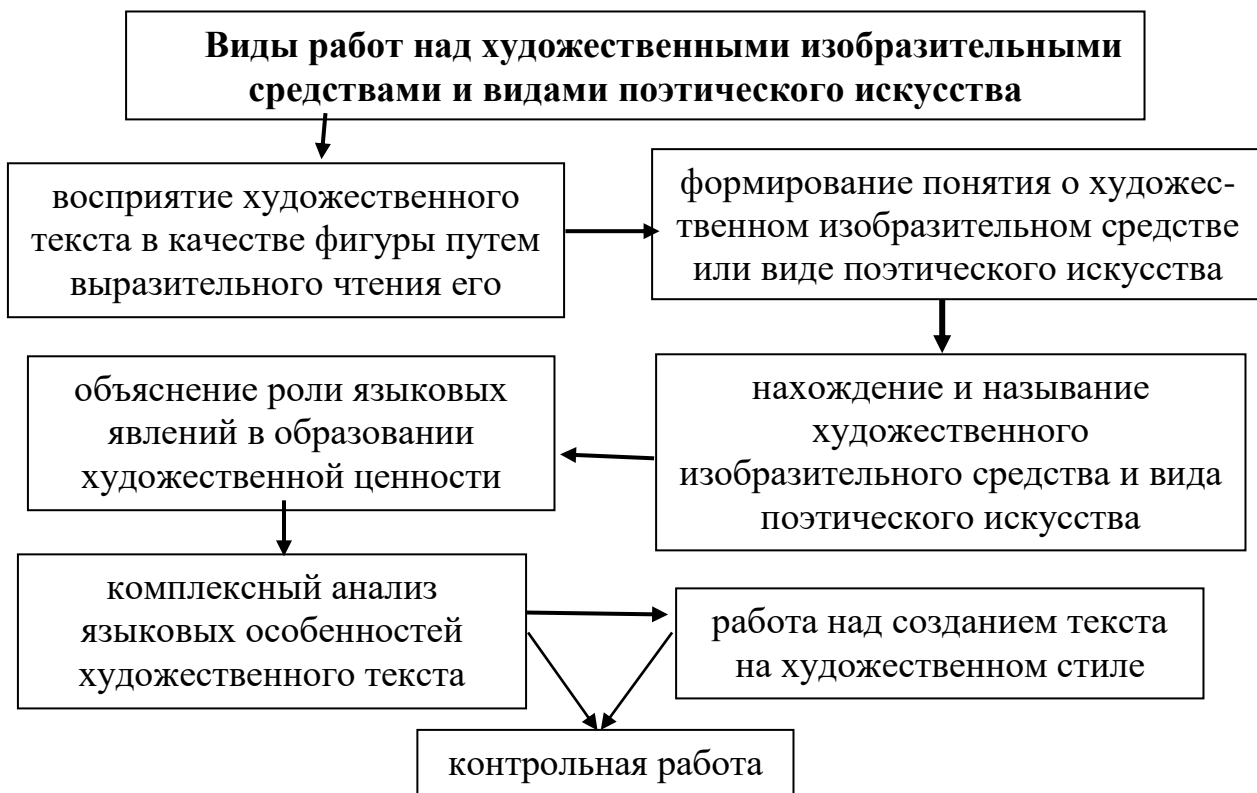 Виды работ над художественными изобразительными
средствами и видами поэтического искусства
восприятие художественного
текста в качестве фигуры путем
выразительного чтения его
формирование понятия о художес-
твенном изобразительном средстве
или виде поэтического искусства
нахождение и называние
художественного
изобразительного средства и вида
поэтического искусства
объяснение роли языковых
явлений в образовании
художественной ценности
комплексный анализ
языковых особенностей
художественного текста
работа над созданием текста
на художественном стиле
контрольная работа